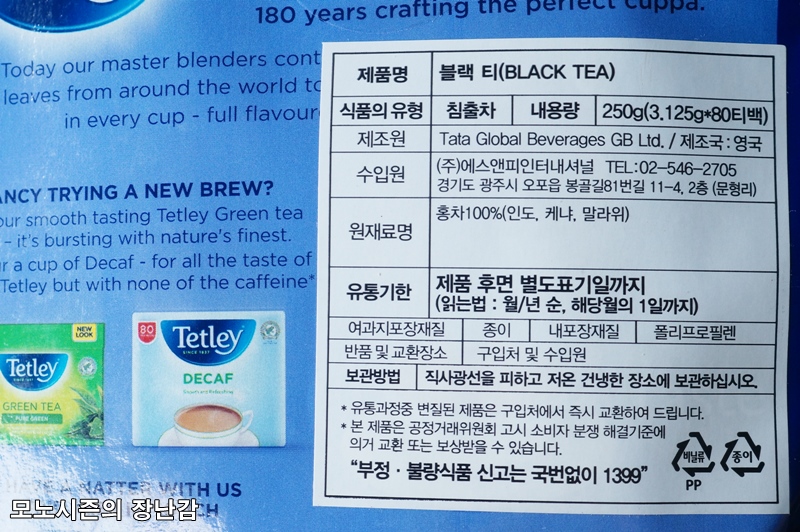 180 years crafting the perfect cuppa.
Today our master blenders cont
leaves from around the world to
in every cup - full flavour
ANCY TRYING A NEW BREW?
our smooth tasting Tetley Green tea
– it's bursting with nature's finest.
r a cup of Decaf - for all the taste of
Tetley but with none of the caffeine*
NEW
LOOK
Tetley
GREEN TEA
PURE GREEN
80
Tetley
SINCE 1837
DECAF
Smooth and Refreshing
A NATTER WITH US
모노시즌의 장난감
CH
제품명 블랙 티(BLACK TEA)
식품의 유형 침출차 내용량 250g(3.125g*80티백)
제조원 Tata Global Beverages GB Ltd. / 제조국 : 영국
수입원 (주)에스앤피인터내셔널 TEL:02-546-2705
경기도 광주시 오포읍 봉골길81번길 11-4, 2층 (문형리)
원재료명 홍차100%(인도, 케냐, 말라위)
유통기한 제품 후면 별도표기일까지
(읽는법 : 월/년 순, 해당월의 1일까지)
여과지포장재질 종이 내포장재질 폴리프로필렌
반품 및 교환장소 구입처 및 수입원
보관방법 직사광선을 피하고 저온 건냉한 장소에 보관하십시오.
* 유통과정중 변질된 제품은 구입처에서 즉시 교환하여 드립니다.
* 본 제품은 공정거래위원회 고시 소비자 분쟁 해결기준에
의거 교환 또는 보상받을 수 있습니다.
"부정 · 불량식품 신고는 국번없이 1399"
비닐류 종이
PP